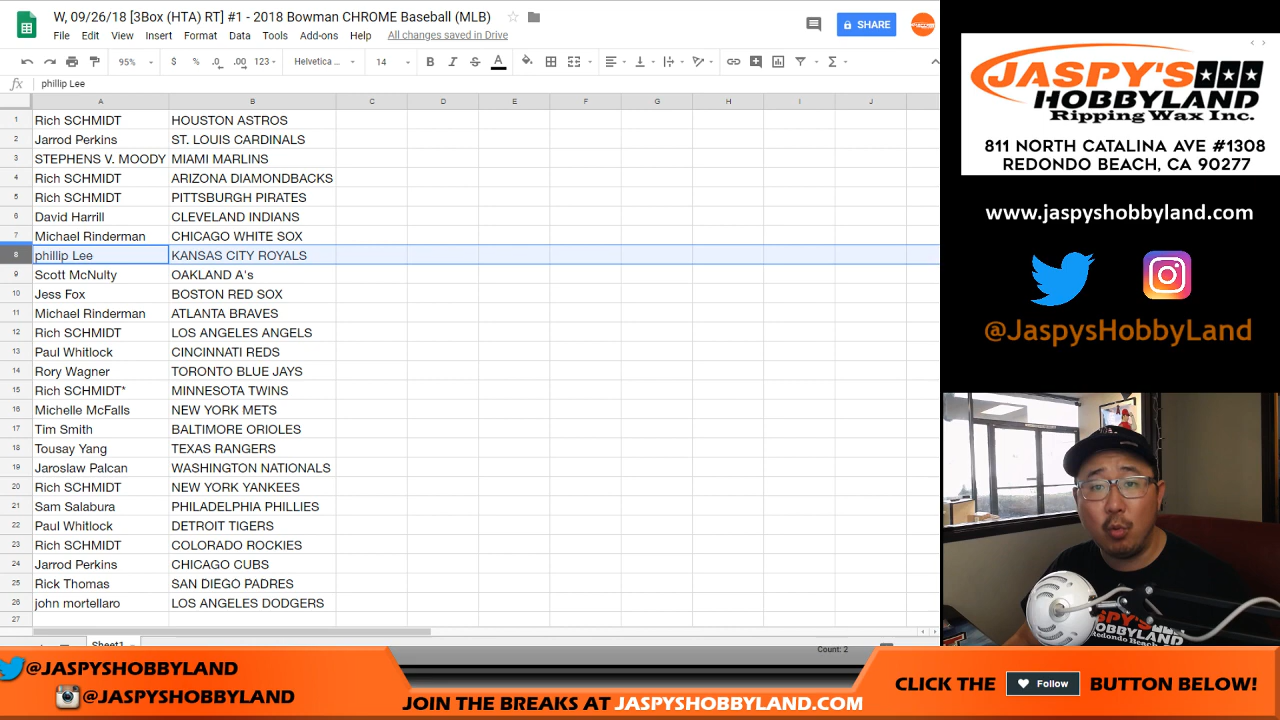 W, 09/26/18 [3Box (HTA) RT] #1 - 2018 Bowman CHROME Baseball (MLB)
File Edit View Insert Format Data Tools Add-ons Help All changes saved in Drive
SHARE
95% $ % .0 .00 123 Helvetica ... 14 B I S A
fx phillip Lee
A B C D E F G H I J
1 Rich SCHMIDT HOUSTON ASTROS
2 Jarrod Perkins ST. LOUIS CARDINALS
3 STEPHENS V. MOODY MIAMI MARLINS
4 Rich SCHMIDT ARIZONA DIAMONDBACKS
5 Rich SCHMIDT PITTSBURGH PIRATES
6 David Harrill CLEVELAND INDIANS
7 Michael Rinderman CHICAGO WHITE SOX
8 phillip Lee KANSAS CITY ROYALS
9 Scott McNulty OAKLAND A's
10 Jess Fox BOSTON RED SOX
11 Michael Rinderman ATLANTA BRAVES
12 Rich SCHMIDT LOS ANGELES ANGELS
13 Paul Whitlock CINCINNATI REDS
14 Rory Wagner TORONTO BLUE JAYS
15 Rich SCHMIDT* MINNESOTA TWINS
16 Michelle McFalls NEW YORK METS
17 Tim Smith BALTIMORE ORIOLES
18 Tousay Yang TEXAS RANGERS
19 Jaroslaw Palcan WASHINGTON NATIONALS
20 Rich SCHMIDT NEW YORK YANKEES
21 Sam Salabura PHILADELPHIA PHILLIES
22 Paul Whitlock DETROIT TIGERS
23 Rich SCHMIDT COLORADO ROCKIES
24 Jarrod Perkins CHICAGO CUBS
25 Rick Thomas SAN DIEGO PADRES
26 john mortellaro LOS ANGELES DODGERS
27
Sheet1
Count: 2
JASPY'S
HOBBYLAND
Ripping Wax Inc.
811 NORTH CATALINA AVE #1308
REDONDO BEACH, CA 90277
www.jaspyshobbyland.com
@JaspysHobbyLand
HOBBYLAND
Redondo Beach,
@JASPYSHOBBYLAND
@JASPYSHOBBYLAND
JOIN THE BREAKS AT JASPYSHOBBYLAND.COM
CLICK THE Follow BUTTON BELOW!